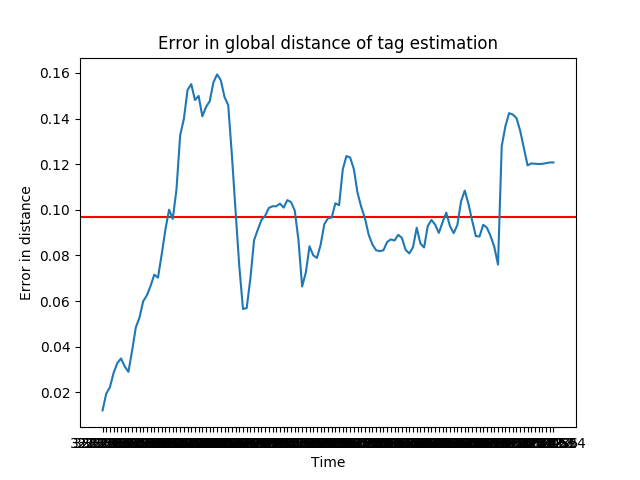 Error in global distance of tag estimation
0.16
0.14
0.12
0.10
0.08
0.06
0.04
0.02
Error in distance
Time